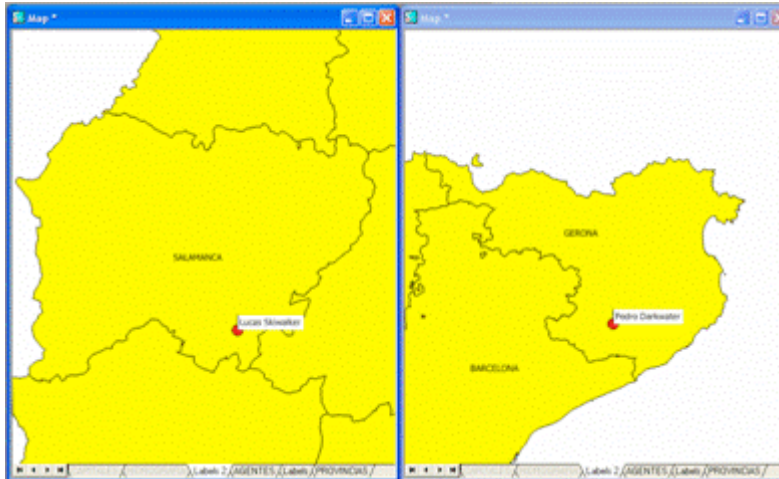 Map *
SALAMANCA
Lucas Skiwalker
Labels 2 AGENTES Labels PROVINCIAS
Map *
GERONA
Pedro Darkwater
BARCELONA
Labels 2 AGENTES Labels PROVINCIAS